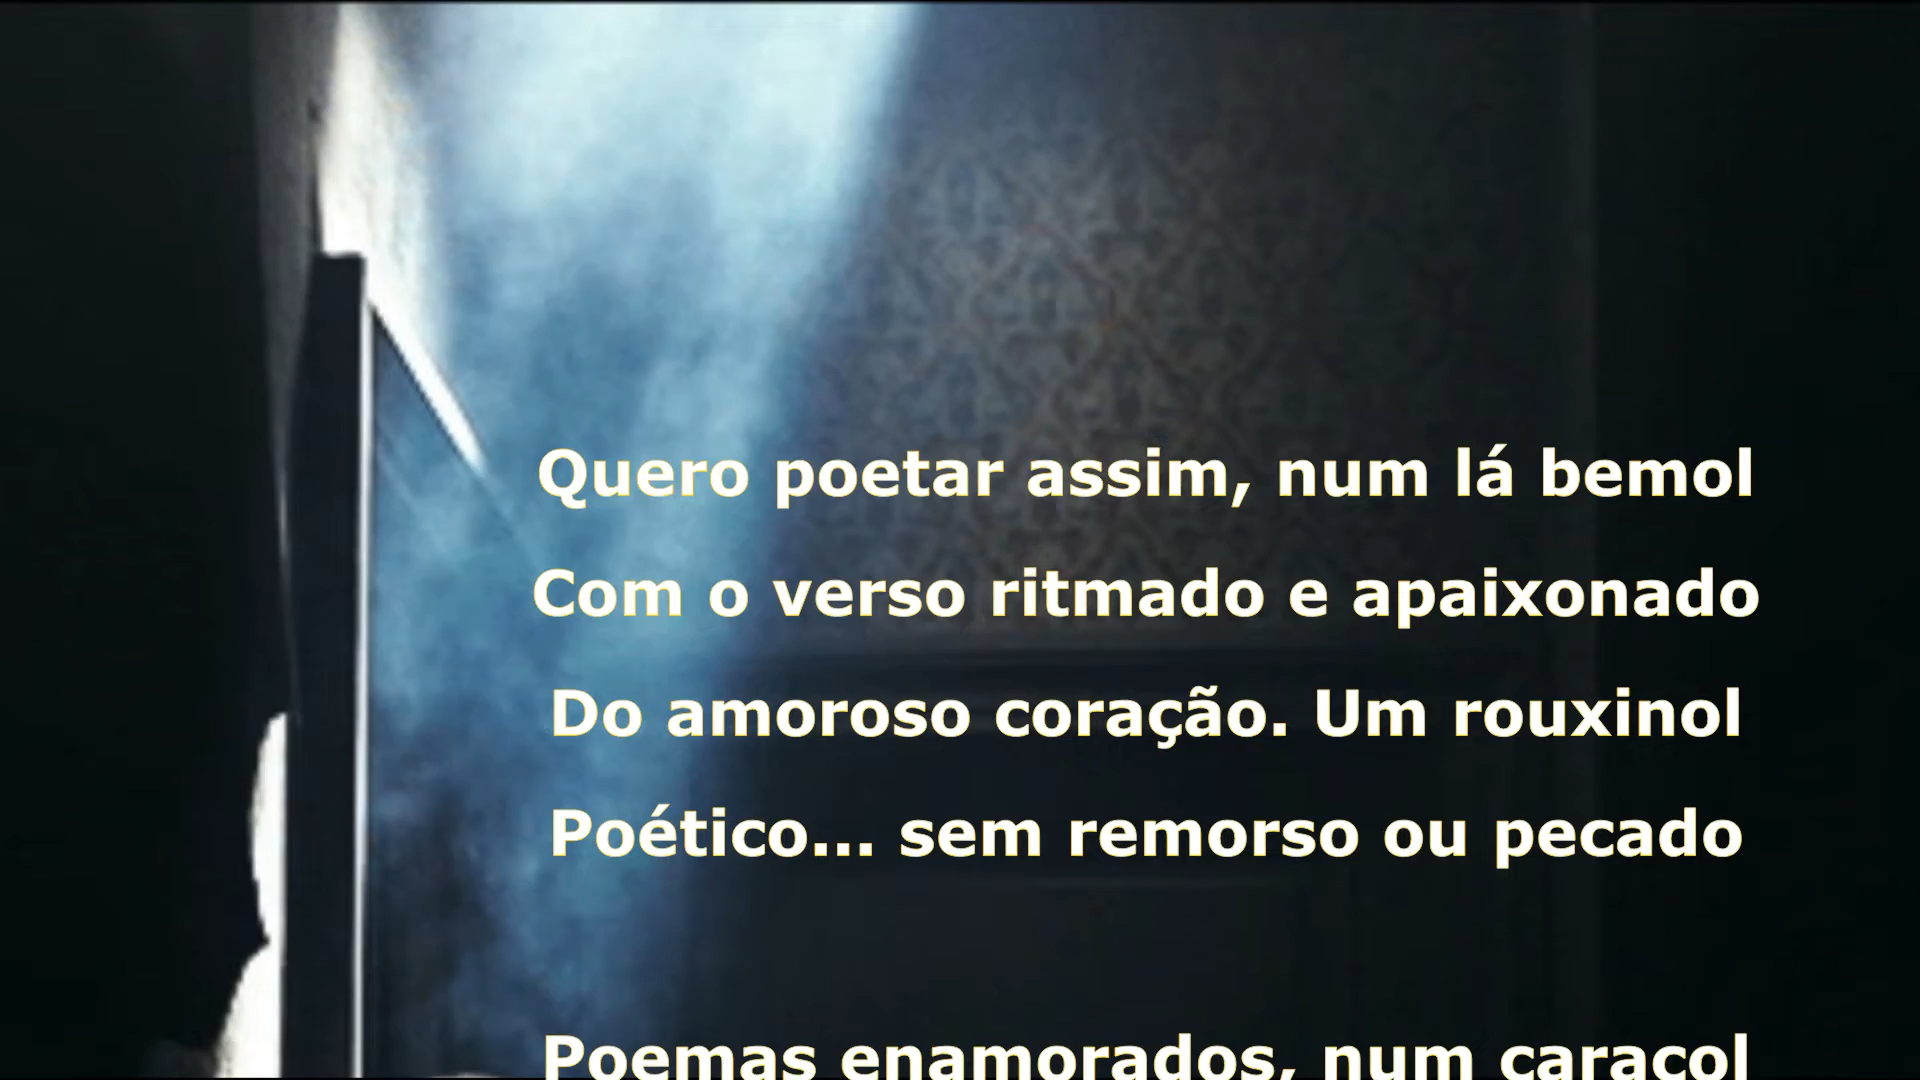 Quero poetar assim, num lá bemol
Com o verso ritmado e apaixonado
Do amoroso coração. Um rouxinol
Poético... sem remorso ou pecado
Poemas enamorados, num caracol